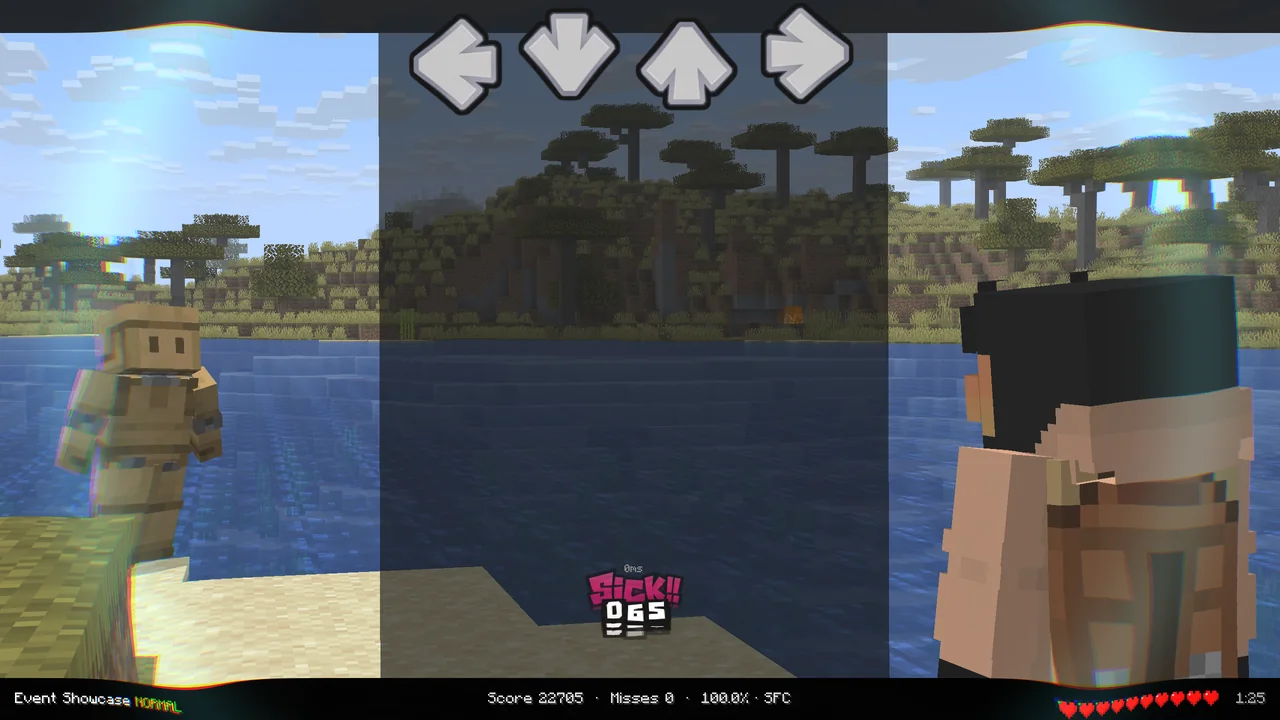 0ms
SiCK!!
065
Event Showcase NORMAL
Score 22705 · Misses 0 · 100.0% · SFC
1:25